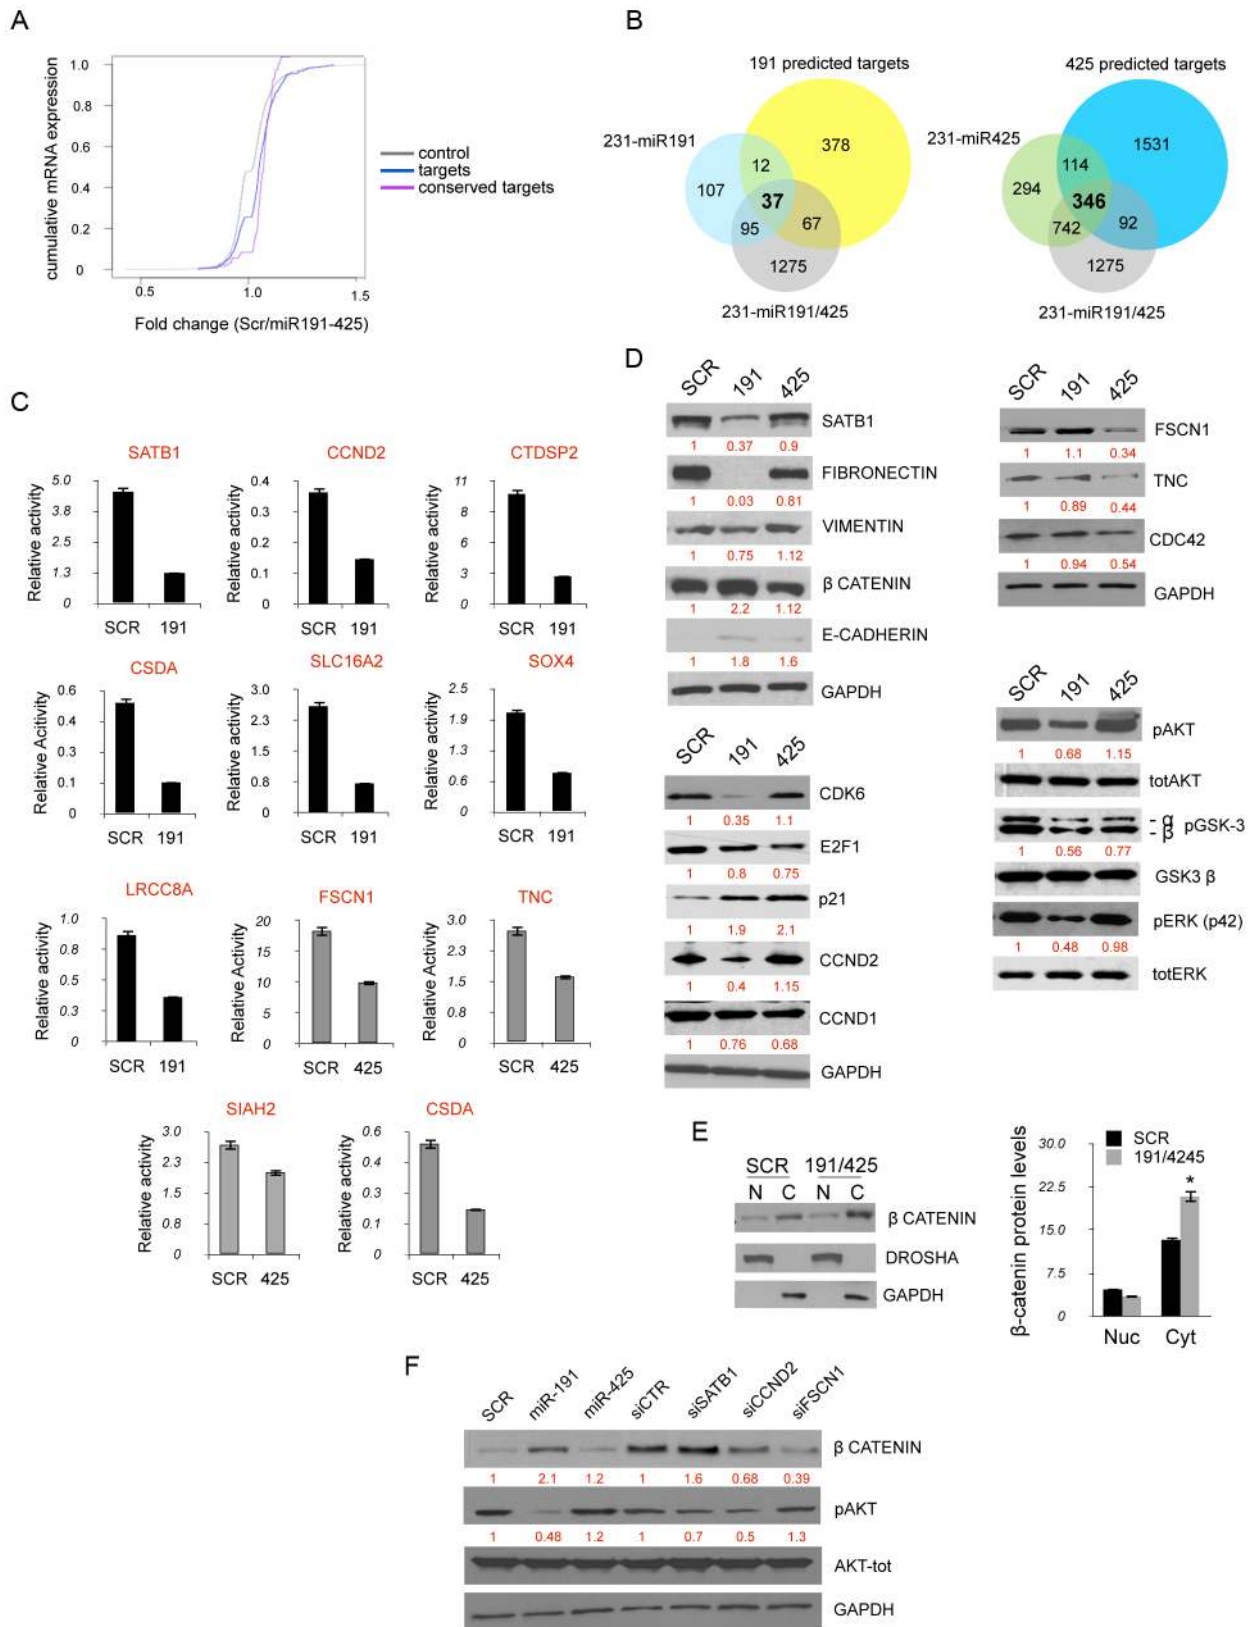 A
cumulative mRNA expression
1.0
0.8
0.6
0.4
0.2
0
0.5
1.0
1.5
Fold change (Scr/miR191-425)
control
targets
conserved targets
B
191 predicted targets
425 predicted targets
231-miR191
378
12
107
37
95
67
1275
231-miR191/425
231-miR425
1531
114
294
346
742
92
1275
231-miR191/425
C
SATB1
Relative activity
5.0
3.8
2.5
1.3
0
SCR 191
CCND2
Relative activity
0.4
0.3
0.2
0.1
0
SCR 191
CTDSP2
Relative activity
11
8
6
3
0
SCR 191
CSDA
Relative Activity
0.6
0.4
0.3
0.1
0
SCR 191
SLC16A2
Relative activity
3.0
2.3
1.5
0.8
0
SCR 191
SOX4
Relative activity
2.5
1.9
1.3
0.6
0
SCR 191
LRCC8A
Relative activity
1.0
0.8
0.5
0.3
0
SCR 191
FSCN1
Relative Activity
20
15
10
5
0
SCR 425
TNC
Relative Activity
3.0
2.3
1.5
0.8
0
SCR 425
SIAH2
Relative activity
3.0
2.3
1.5
0.8
0
SCR 425
CSDA
Relative activity
0.6
0.4
0.3
0.1
0
SCR 425
D
SCR 191 425
SATB1
1 0.37 0.9
FIBRONECTIN
1 0.03 0.81
VIMENTIN
1 0.75 1.12
β CATENIN
1 2.2 1.12
E-CADHERIN
1 1.8 1.6
GAPDH
SCR 191 425
CDK6
1 0.35 1.1
E2F1
1 0.8 0.75
p21
1 1.9 2.1
CCND2
1 0.4 1.15
CCND1
1 0.76 0.68
GAPDH
SCR 191 425
FSCN1
1 1.1 0.34
TNC
1 0.89 0.44
CDC42
1 0.94 0.54
GAPDH
SCR 191 425
pAKT
1 0.68 1.15
totAKT
- α
- β
pGSK-3
1 0.56 0.77
GSK3 β
pERK (p42)
1 0.48 0.98
totERK
E
SCR 191/425
N C N C
β CATENIN
DROSHA
GAPDH
β-catenin protein levels
30.0
22.5
15.0
7.5
0
SCR
191/4245
*
Nuc Cyt
F
SCR miR-191 miR-425 siCTR siSATB1 siCCND2 siFSCN1
β CATENIN
1 2.1 1.2 1 1.6 0.68 0.39
pAKT
1 0.48 1.2 1 0.7 0.5 1.3
AKT-tot
GAPDH